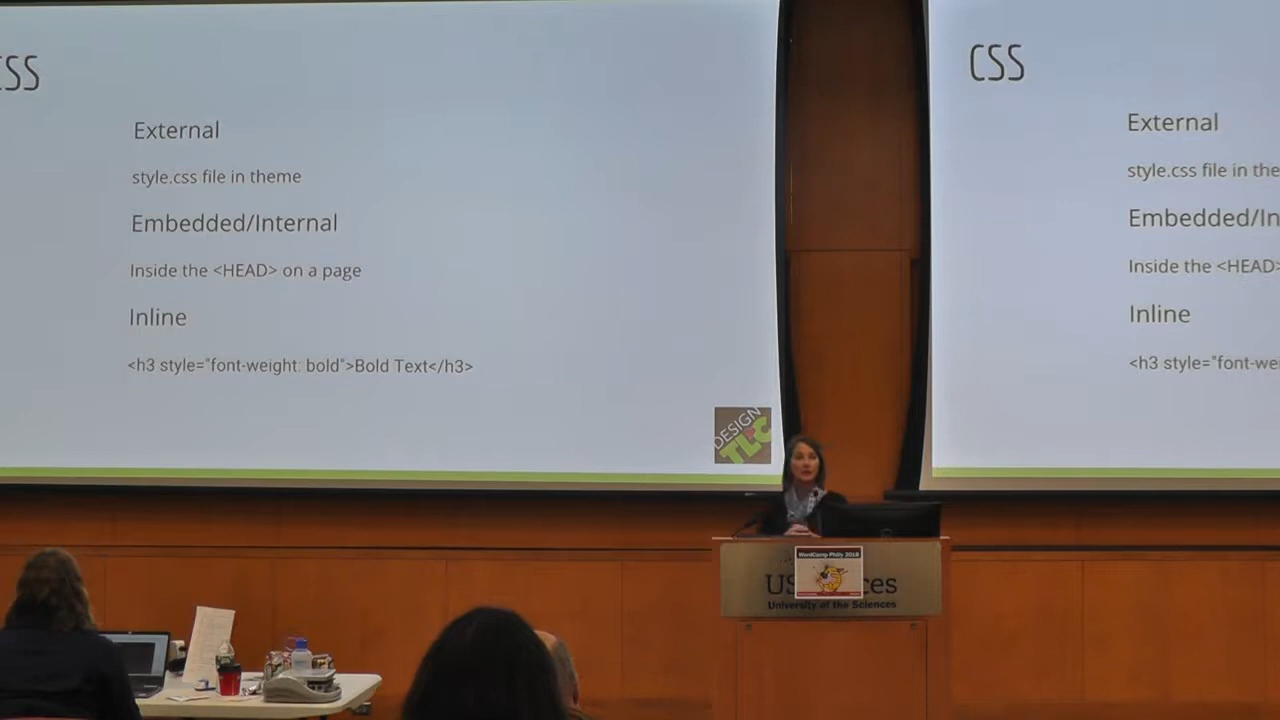 CSS
External
style.css file in theme
Embedded/Internal
Inside the <HEAD> on a page
Inline
<h3 style="font-weight: bold">Bold Text</h3>
DESIGN
TLC
CSS
External
style.css file in the
Embedded/In
Inside the <HEAD>
Inline
<h3 style="font-wei
WordCamp Philly 2018
US ces
University of the Sciences